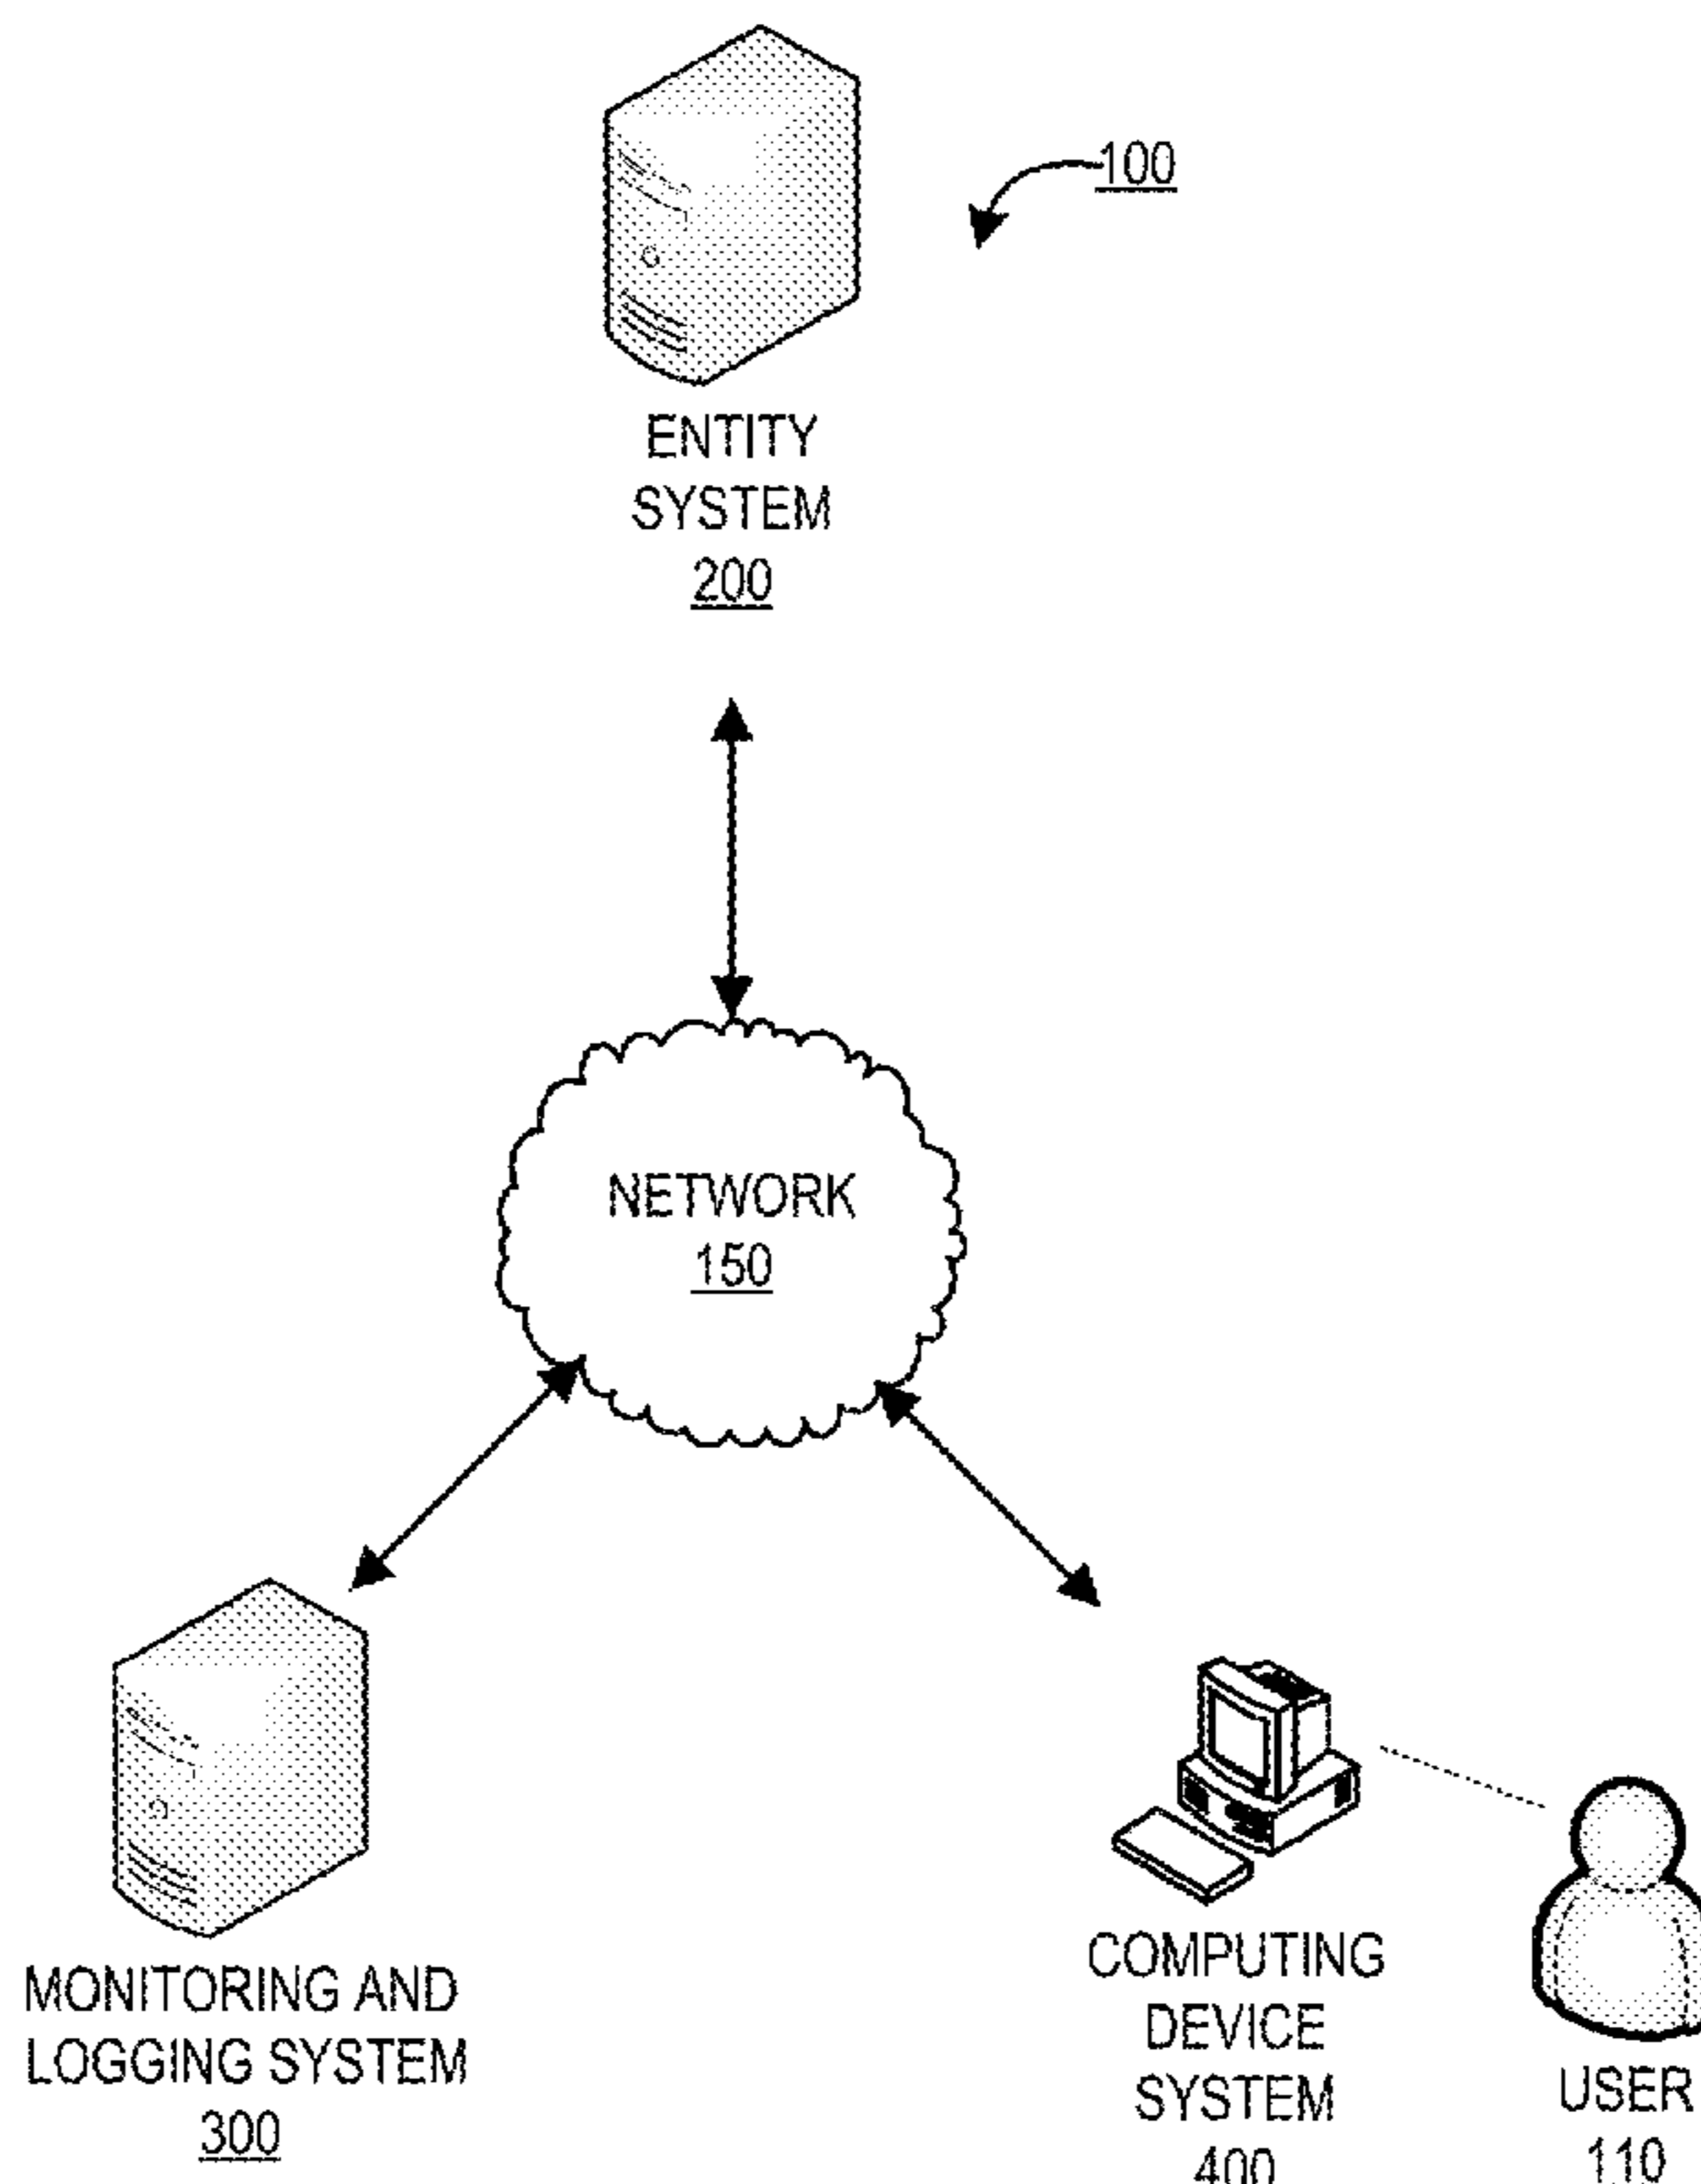 100
ENTITY
SYSTEM
200
NETWORK
150
MONITORING AND
LOGGING SYSTEM
300
COMPUTING
DEVICE
SYSTEM
400
USER
110